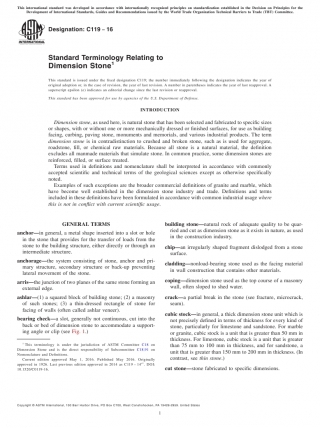 This international standard was developed in accordance with internationally recognized principles on standardization established in the Decision on Principles for the
Development of International Standards, Guides and Recommendations issued by the World Trade Organization Technical Barriers to Trade (TBT) Committee.
Designation: C119 − 16
Standard Terminology Relating to
Dimension Stone1
This standard is issued under the fixed designation C119; the number immediately following the designation indicates the year of
original adoption or, in the case of revision, the year of last revision. A number in parentheses indicates the year of last reapproval. A
superscript epsilon (ε) indicates an editorial change since the last revision or reapproval.
This standard has been approved for use by agencies of the U.S. Department of Defense.
INTRODUCTION
Dimension stone, as used here, is natural stone that has been selected and fabricated to specific sizes
or shapes, with or without one or more mechanically dressed or finished surfaces, for use as building
facing, curbing, paving stone, monuments and memorials, and various industrial products. The term
dimension stone is in contradistinction to crushed and broken stone, such as is used for aggregate,
roadstone, fill, or chemical raw materials. Because all stone is a natural material, the definition
excludes all manmade materials that simulate stone. In common practice, some dimension stones are
reinforced, filled, or surface treated.
Terms used in definitions and nomenclature shall be interpreted in accordance with commonly
accepted scientific and technical terms of the geological sciences except as otherwise specifically
noted.
Examples of such exceptions are the broader commercial definitions of granite and marble, which
have become well established in the dimension stone industry and trade. Definitions and terms
included in these definitions have been formulated in accordance with common industrial usage where
this is not in conflict with current scientific usage.
GENERAL TERMS
anchor—in general, a metal shape inserted into a slot or hole
in the stone that provides for the transfer of loads from the
stone to the building structure, either directly or through an
intermediate structure.
anchorage—the system consisting of stone, anchor and pri-
mary structure, secondary structure or back-up preventing
lateral movement of the stone.
arris—the junction of two planes of the same stone forming an
external edge.
ashlar—(1) a squared block of building stone; (2) a masonry
of such stones; (3) a thin-dressed rectangle of stone for
facing of walls (often called ashlar veneer).
bearing check—a slot, generally not continuous, cut into the
back or bed of dimension stone to accommodate a support-
ing angle or clip (see Fig. 1.)
1 This terminology is under the jurisdiction of ASTM Committee C18 on
Dimension Stone and is the direct responsibility of Subcommittee C18.91 on
Nomenclature and Definitions.
Current edition approved May 1, 2016. Published May 2016. Originally
approved in 1926. Last previous edition approved in 2014 as C119 –
building stone—natural rock of adequate quality to be quar-
ried and cut as dimension stone as it exists in nature, as used
in the construction industry.
chip—an irregularly shaped fragment dislodged from a stone
surface.
cladding—nonload-bearing stone used as the facing material
in wall construction that contains other materials.
coping—dimension stone used as the top course of a masonry
wall, often sloped to shed water.
crack—a partial break in the stone (see fracture, microcrack,
seam).
cubic stock—in general, a thick dimension stone unit which is
not precisely defined in terms of thickness for every kind of
stone, particularly for limestone and sandstone. For marble
or granite, cubic stock is a unit that is greater than 50 mm in
thickness. For limestone, cubic stock is a unit that is greater
than 75 mm to 100 mm in thickness, and for sandstone, a
unit that is greater than 150 mm to 200 mm in thickness. (In
contrast, see thin stone.)
cut stone—stone fabricated to specific dimensions.
Copyright © ASTM International, 100 Barr Harbor Drive, PO Box C700, West Conshohocken, PA 19428-2959. United States
1